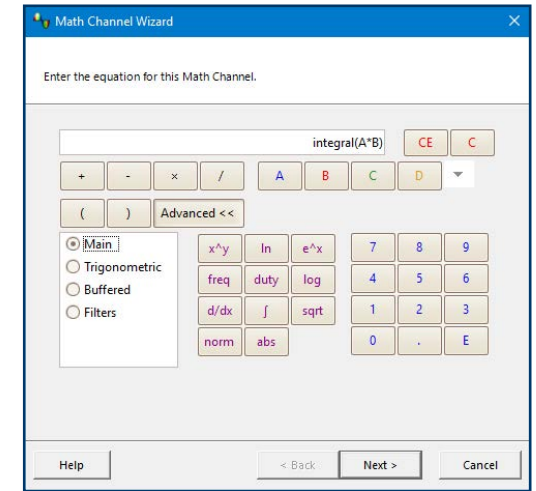 Math Channel Wizard
Enter the equation for this Math Channel.
integral(A*B) CE C
+ - × / A B C D
( ) Advanced <<
Main
Trigonometric
Buffered
Filters
x^y ln e^x 7 8 9
freq duty log 4 5 6
d/dx ∫ sqrt 1 2 3
norm abs 0 . E
Help < Back Next > Cancel